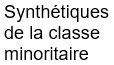 Synthétiques
de la classe
minoritaire